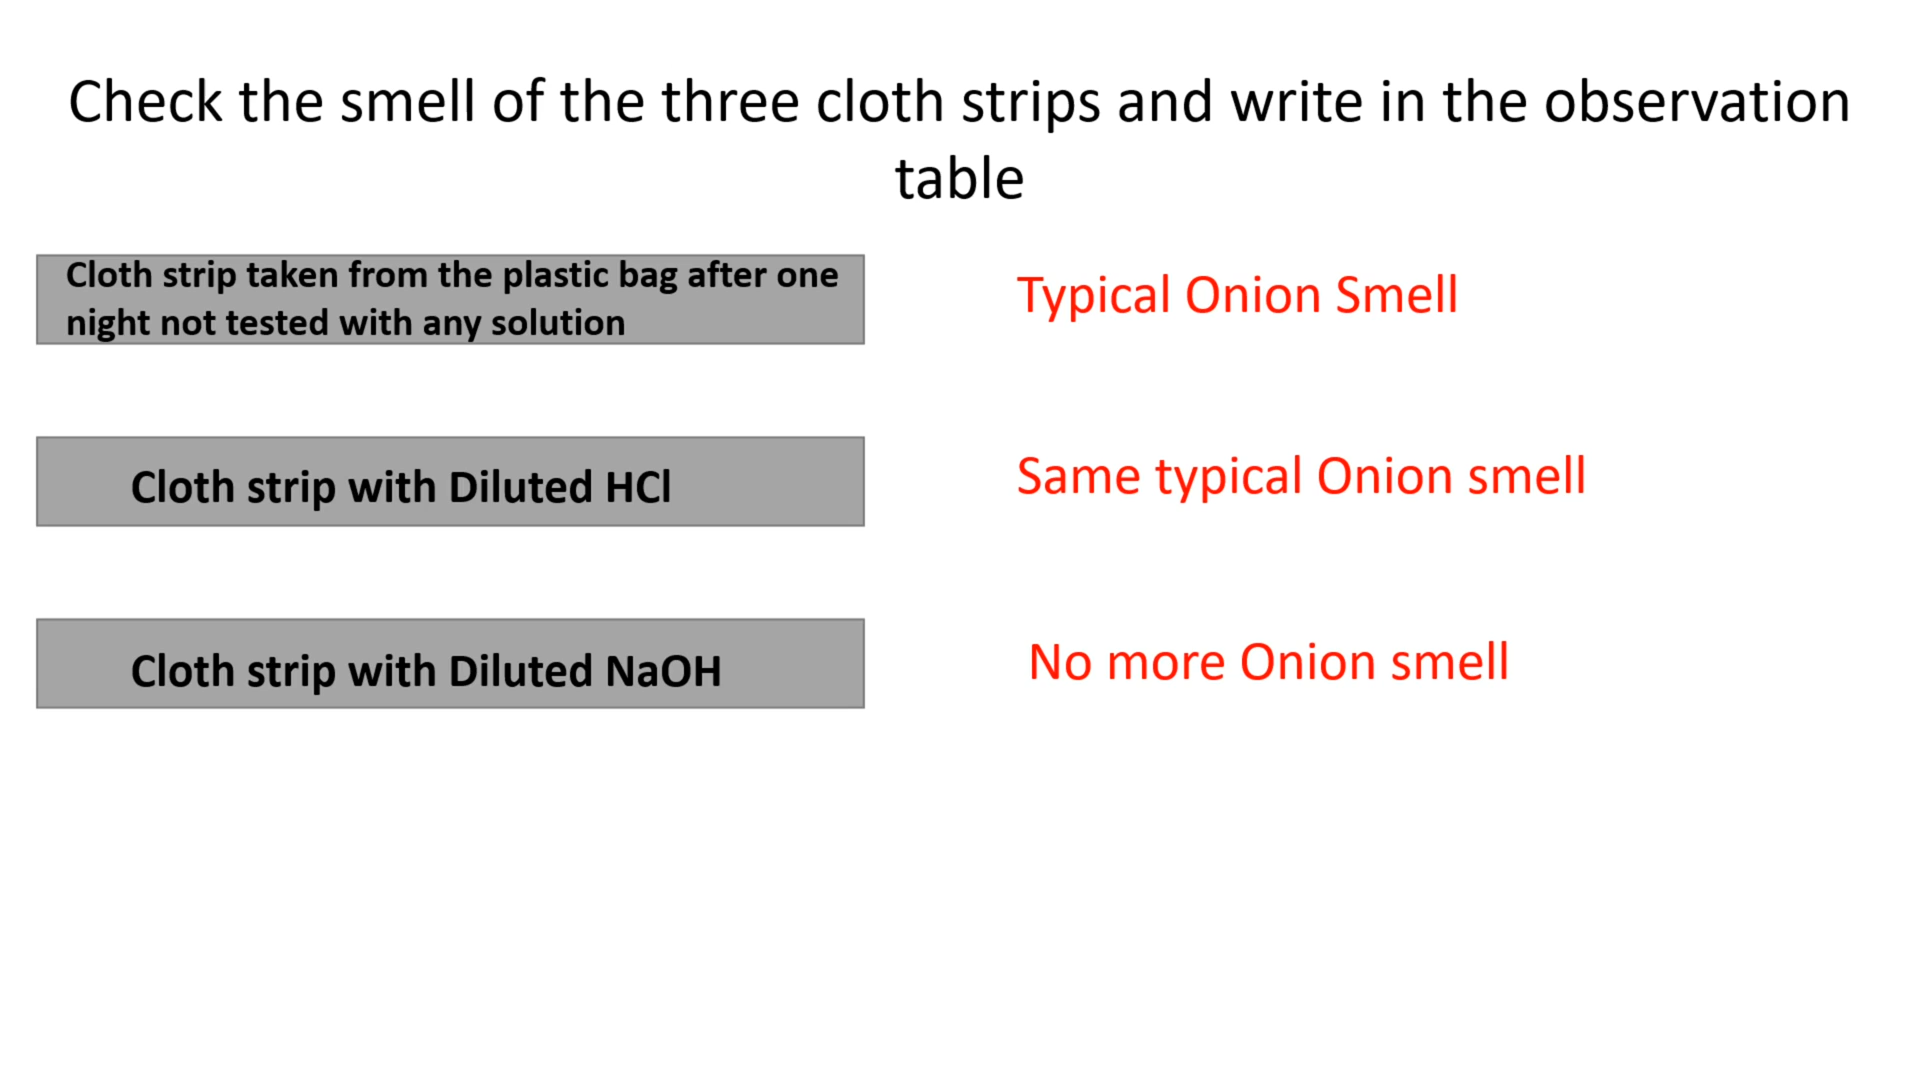 Check the smell of the three cloth strips and write in the observation
table
Cloth strip taken from the plastic bag after one
night not tested with any solution
Typical Onion Smell
Cloth strip with Diluted HCl
Same typical Onion smell
Cloth strip with Diluted NaOH
No more Onion smell